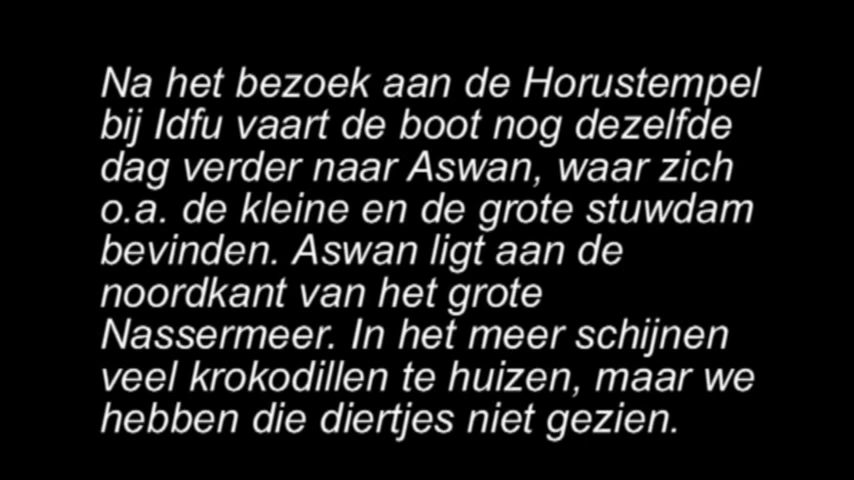 Na het bezoek aan de Horustempel
bij Idfu vaart de boot nog dezelfde
dag verder naar Aswan, waar zich
o.a. de kleine en de grote stuwdam
bevinden. Aswan ligt aan de
noordkant van het grote
Nassermeer. In het meer schijnen
veel krokodillen te huizen, maar we
hebben die diertjes niet gezien.